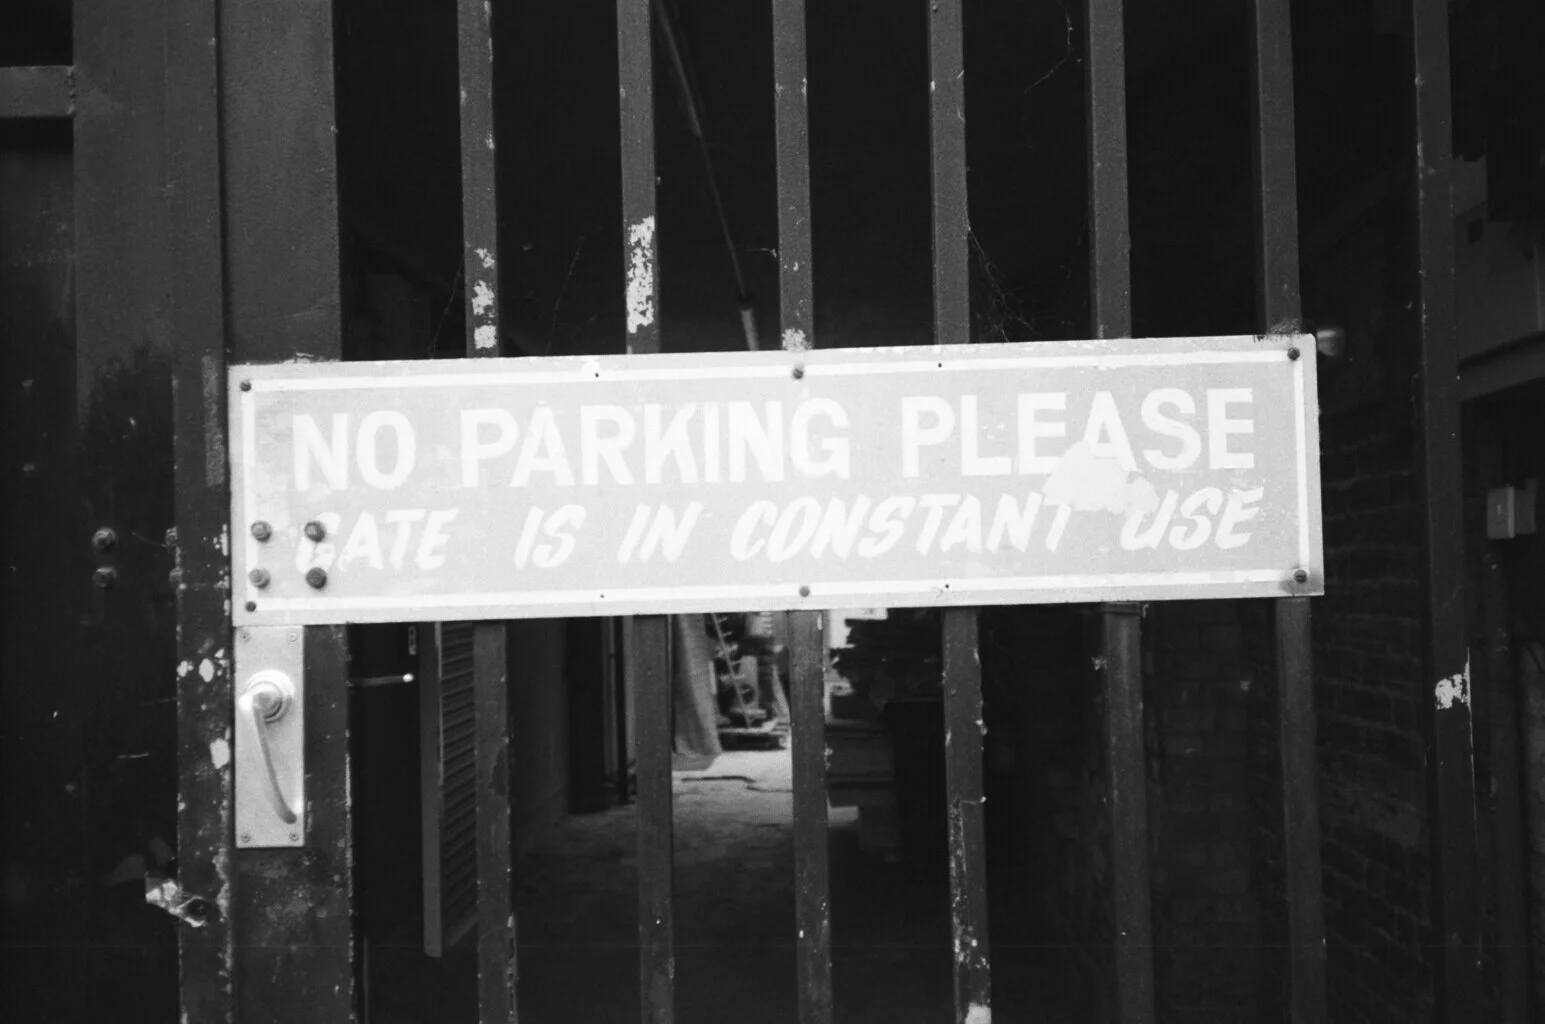 NO PARKING PLEASE
GATE IS IN CONSTANT USE